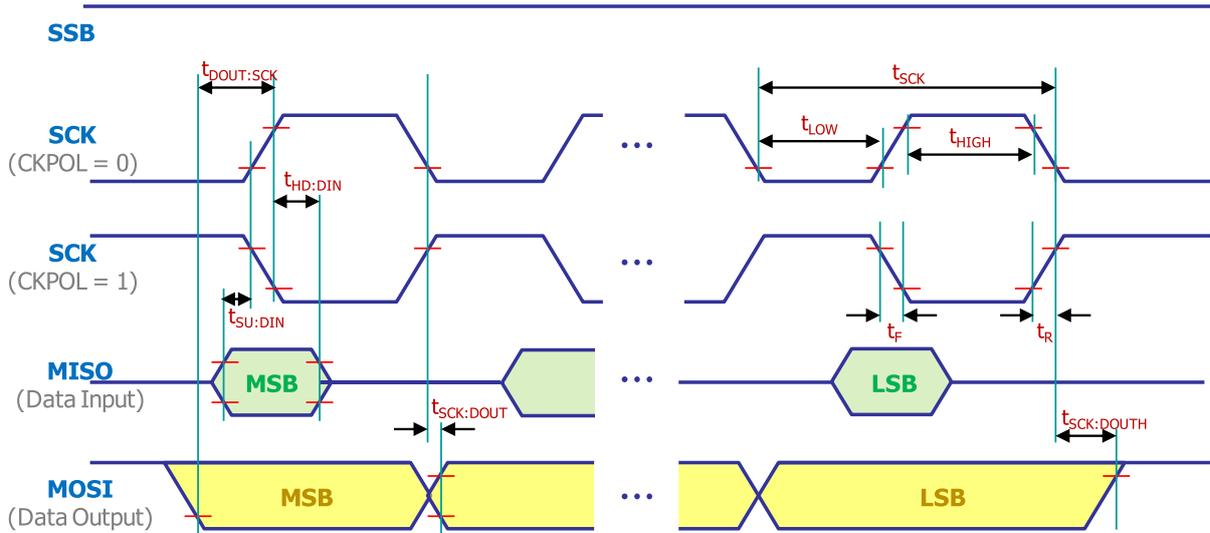 SSB
tDOUT:SCK
tSCK
SCK
(CKPOL = 0)
tLOW
tHIGH
...
tHD:DIN
SCK
(CKPOL = 1)
...
tSU:DIN
tF
tR
MISO
(Data Input)
MSB
...
LSB
tSCK:DOUT
tSCK:DOUTH
MOSI
(Data Output)
MSB
...
LSB